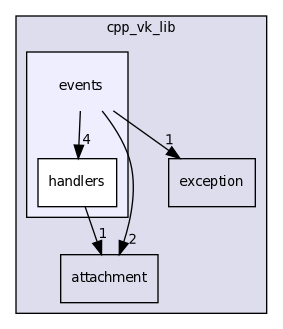 cpp_vk_lib
events
4
1
handlers
exception
1
2
attachment